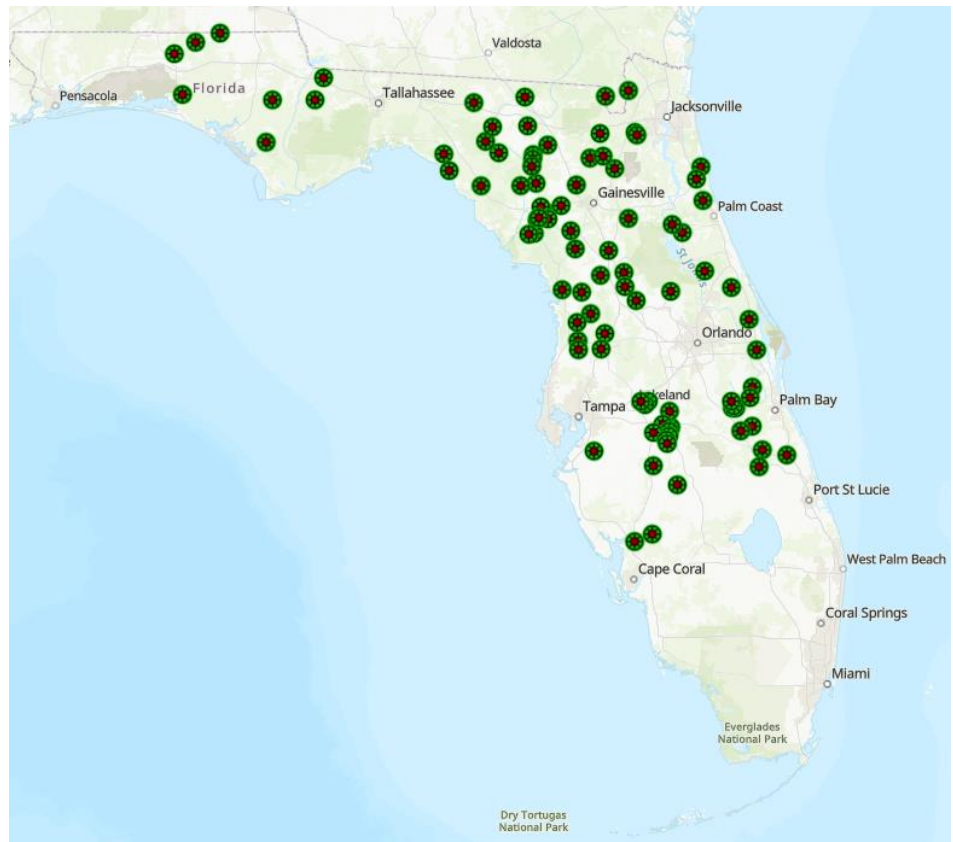 Valdosta
Florida
Pensacola
Tallahassee
Jacksonville
Gainesville
Palm Coast
St Johns
Orlando
Lakeland
Tampa
Palm Bay
Port St Lucie
West Palm Beach
Cape Coral
Coral Springs
Miami
Everglades
National Park
Dry Tortugas
National Park